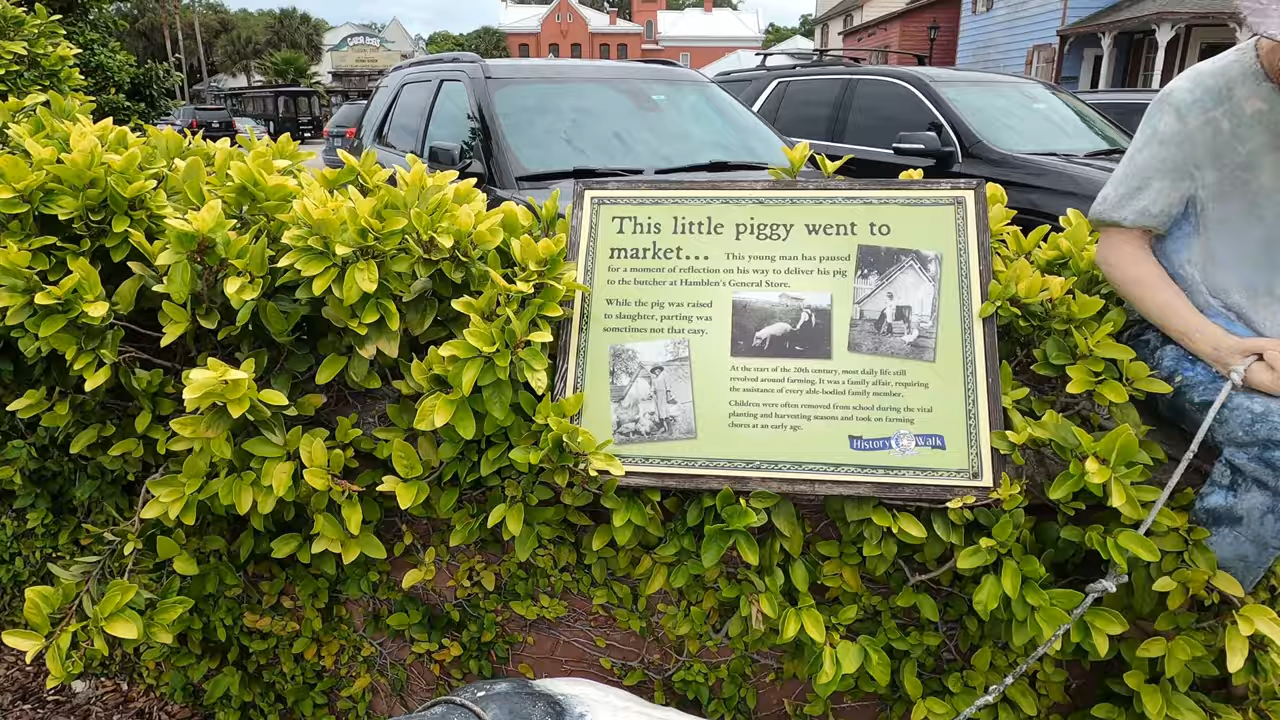 This little piggy went to
market... This young man has paused
for a moment of reflection on his way to deliver his pig
to the butcher at Hamblen's General Store.
While the pig was raised
to slaughter, parting was
sometimes not that easy.
At the start of the 20th century, most daily life still
revolved around farming. It was a family affair, requiring
the assistance of every able-bodied family member.
Children were often removed from school during the vital
planting and harvesting seasons and took on farming
chores at an early age.
History Walk